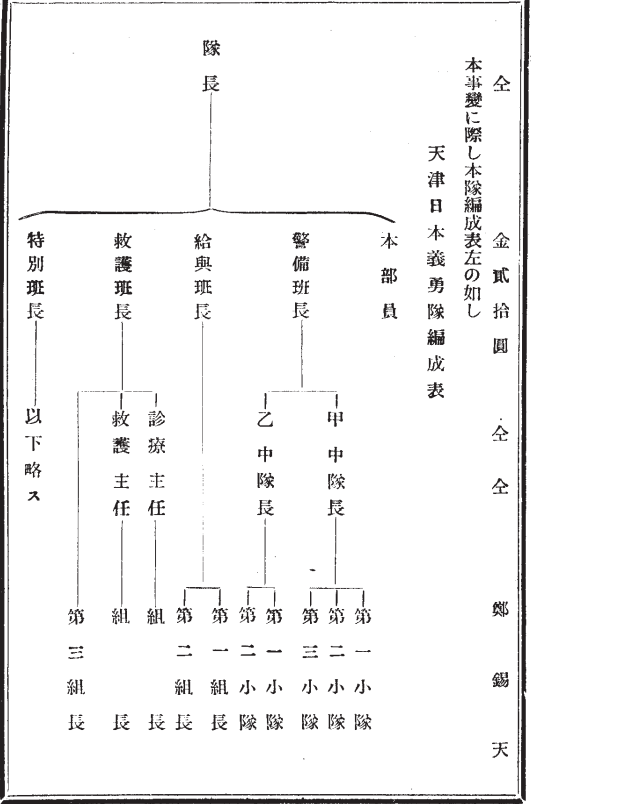 仝　金貳拾圓　仝仝　鄭錫天
本事變に際し本隊編成表左の如し
天津日本義勇隊編成表
隊長
本部員
警備班長
甲中隊長
第一小隊
第二小隊
第三小隊
乙中隊長
第一小隊
第二小隊
給與班長
第一組長
第二組長
救護班長
診療主任
組長
救護主任
組長
第三組長
特別班長
以下略ス